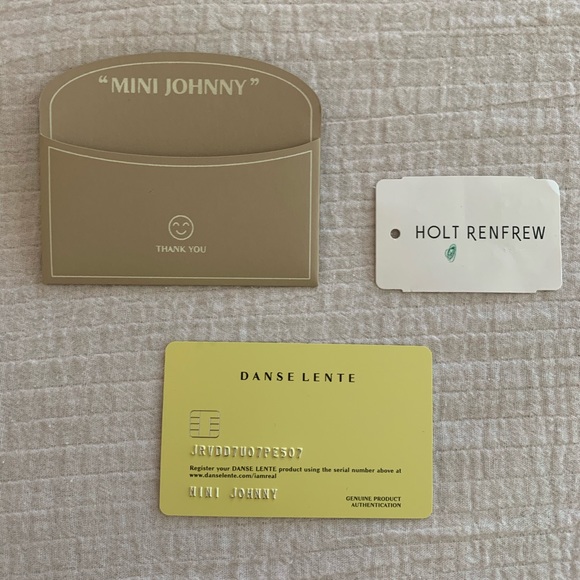 “MINI JOHNNY”
THANK YOU
HOLT RENFREW
DANSE LENTE
JRVDD7U07PE507
Register your DANSE LENTE product using the serial number above at
www.danselente.com/iamreal
MINI JOHNNY
GENUINE PRODUCT
AUTHENTICATION